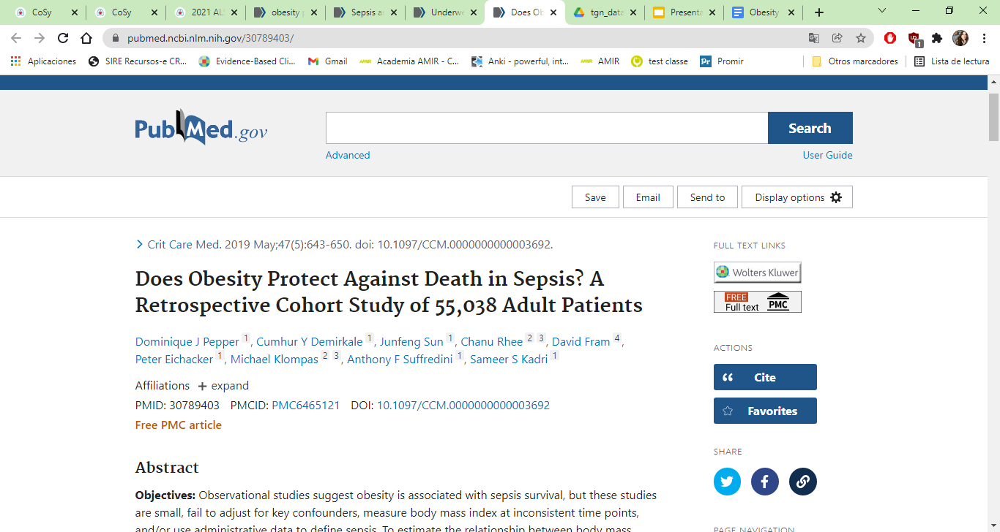 CoSy CoSy 2021 AL obesity p Sepsis a Underwe Does Ob tgn_data Presenta Obesity
pubmed.ncbi.nlm.nih.gov/30789403/
1
Aplicaciones SIRE Recursos-e CR... Evidence-Based Cli... Gmail Academia AMIR - C... Anki - powerful, int... AMIR test classe Pr Promir Otros marcadores Lista de lectura
PubMed.gov
Search
Advanced
User Guide
Save Email Send to Display options
Crit Care Med. 2019 May;47(5):643-650. doi: 10.1097/CCM.0000000000003692.
Does Obesity Protect Against Death in Sepsis? A
Retrospective Cohort Study of 55,038 Adult Patients
Dominique J Pepper 1, Cumhur Y Demirkale 1, Junfeng Sun 1, Chanu Rhee 2 3, David Fram 4,
Peter Eichacker 1, Michael Klompas 2 3, Anthony F Suffredini 1, Sameer S Kadri 1
Affiliations + expand
PMID: 30789403 PMCID: PMC6465121 DOI: 10.1097/CCM.0000000000003692
Free PMC article
Abstract
Objectives: Observational studies suggest obesity is associated with sepsis survival, but these studies
are small, fail to adjust for key confounders, measure body mass index at inconsistent time points,
and/or use administrative data to define sepsis. To estimate the relationship between body mass
FULL TEXT LINKS
Wolters Kluwer
FREE
Full text PMC
ACTIONS
Cite
Favorites
SHARE
PAGE NAVIGATION